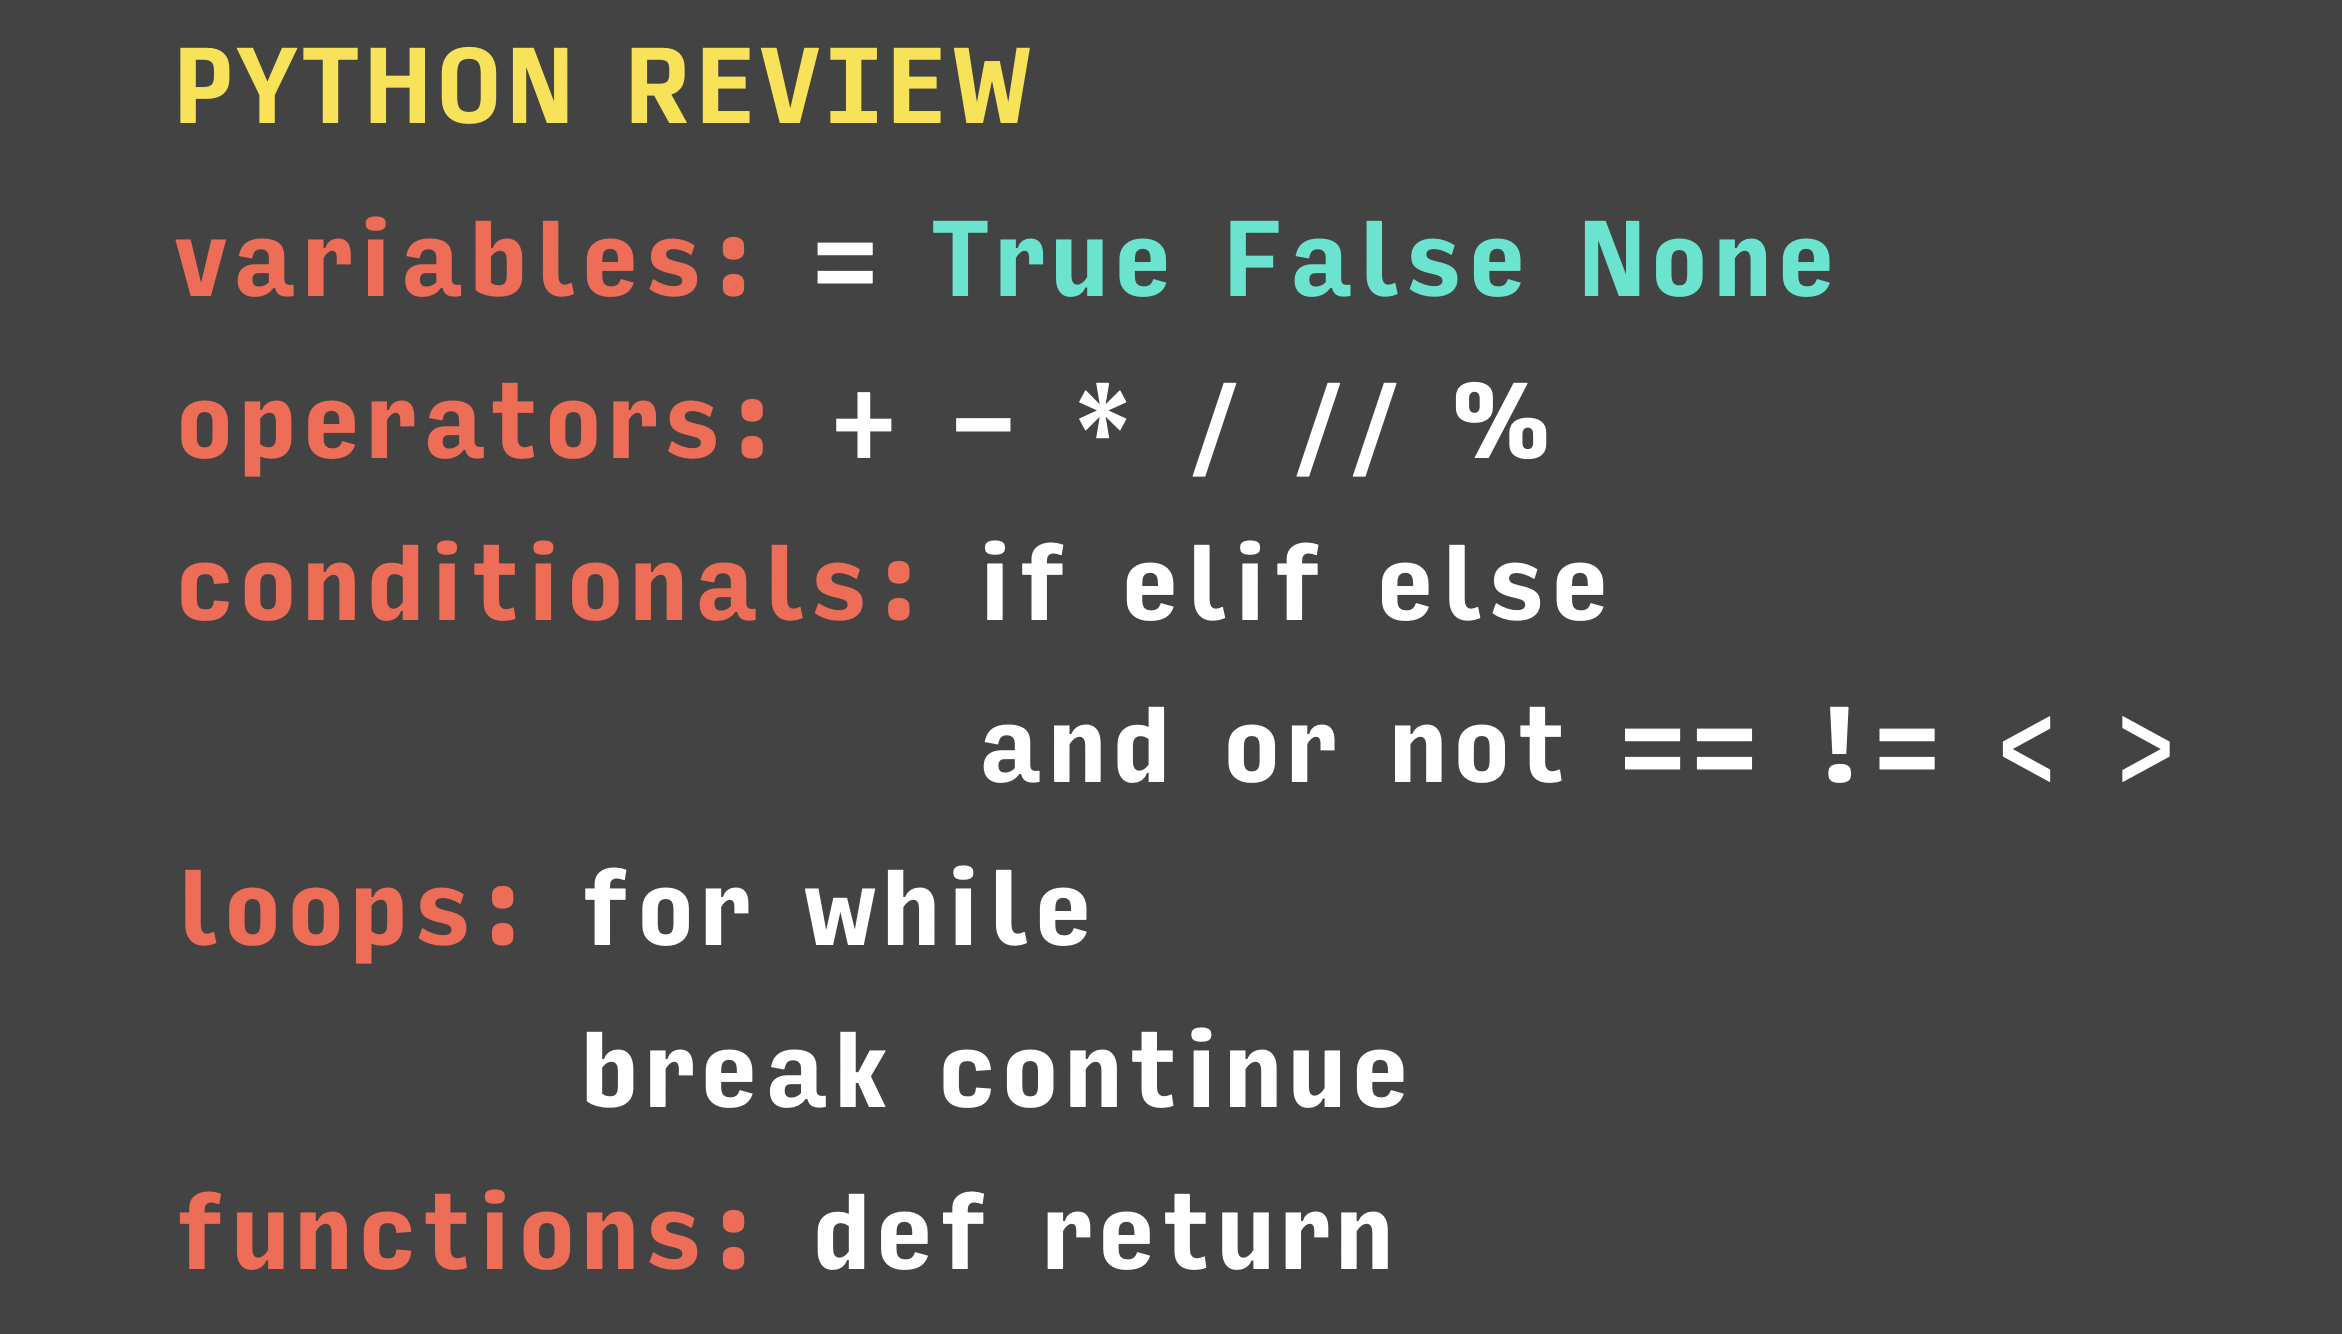 PYTHON REVIEW
variables: = True False None
operators: + - * / // %
conditionals: if elif else
and or not == != < >
loops: for while
break continue
functions: def return